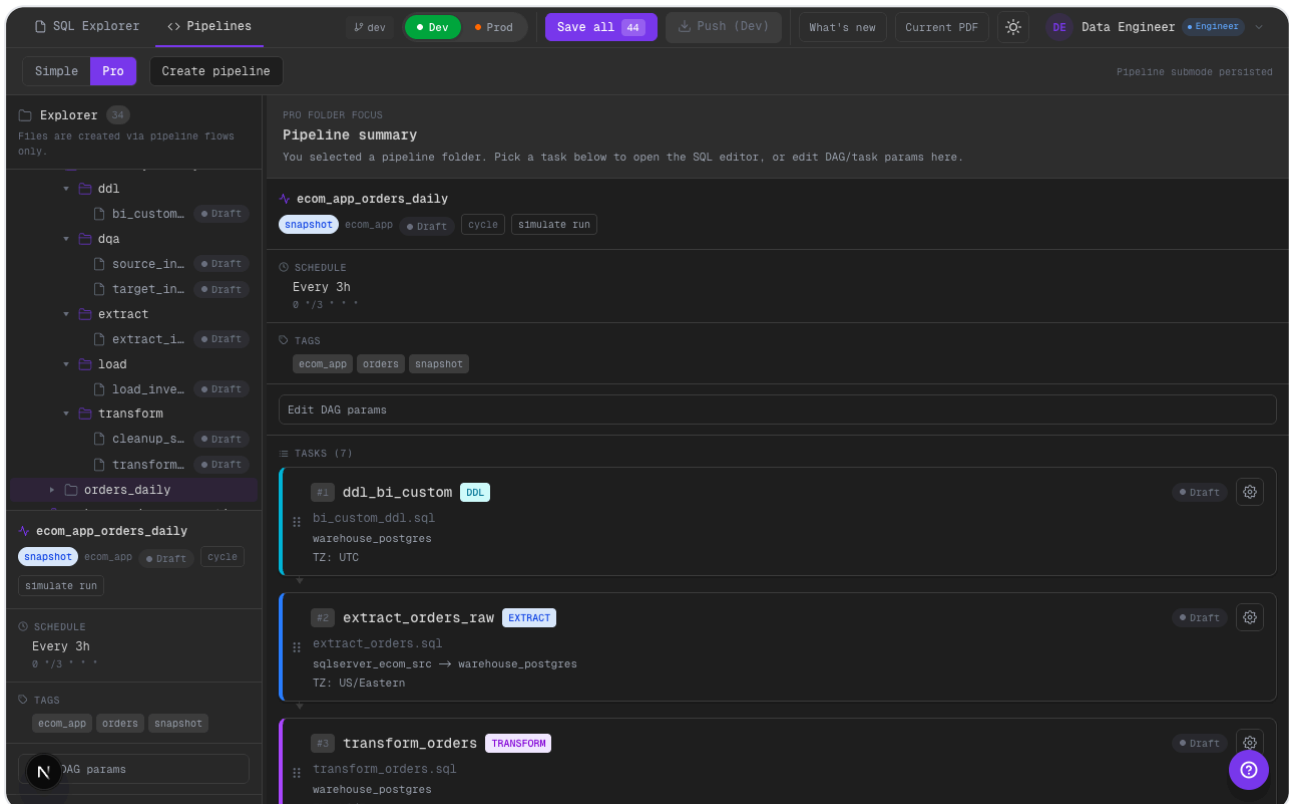 SQL Explorer
<> Pipelines
dev
Dev
Prod
Save all 44
Push (Dev)
What's new
Current PDF
DE
Data Engineer
Engineer
Simple
Pro
Create pipeline
Pipeline submode persisted
Explorer 34
Files are created via pipeline flows
only.
ddl
bi_custom… Draft
dqa
source_in… Draft
target_in… Draft
extract
extract_i… Draft
load
load_inve… Draft
transform
cleanup_s… Draft
transform… Draft
orders_daily
ecom_app_orders_daily
snapshot ecom_app Draft cycle
simulate run
SCHEDULE
Every 3h
0 */3 * * *
TAGS
ecom_app orders snapshot
N
DAG params
PRO FOLDER FOCUS
Pipeline summary
You selected a pipeline folder. Pick a task below to open the SQL editor, or edit DAG/task params here.
ecom_app_orders_daily
snapshot ecom_app Draft cycle simulate run
SCHEDULE
Every 3h
0 */3 * * *
TAGS
ecom_app orders snapshot
Edit DAG params
TASKS (7)
#1 ddl_bi_custom DDL Draft
bi_custom_ddl.sql
warehouse_postgres
TZ: UTC
#2 extract_orders_raw EXTRACT Draft
extract_orders.sql
sqlserver_ecom_src → warehouse_postgres
TZ: US/Eastern
#3 transform_orders TRANSFORM Draft
transform_orders.sql
warehouse_postgres